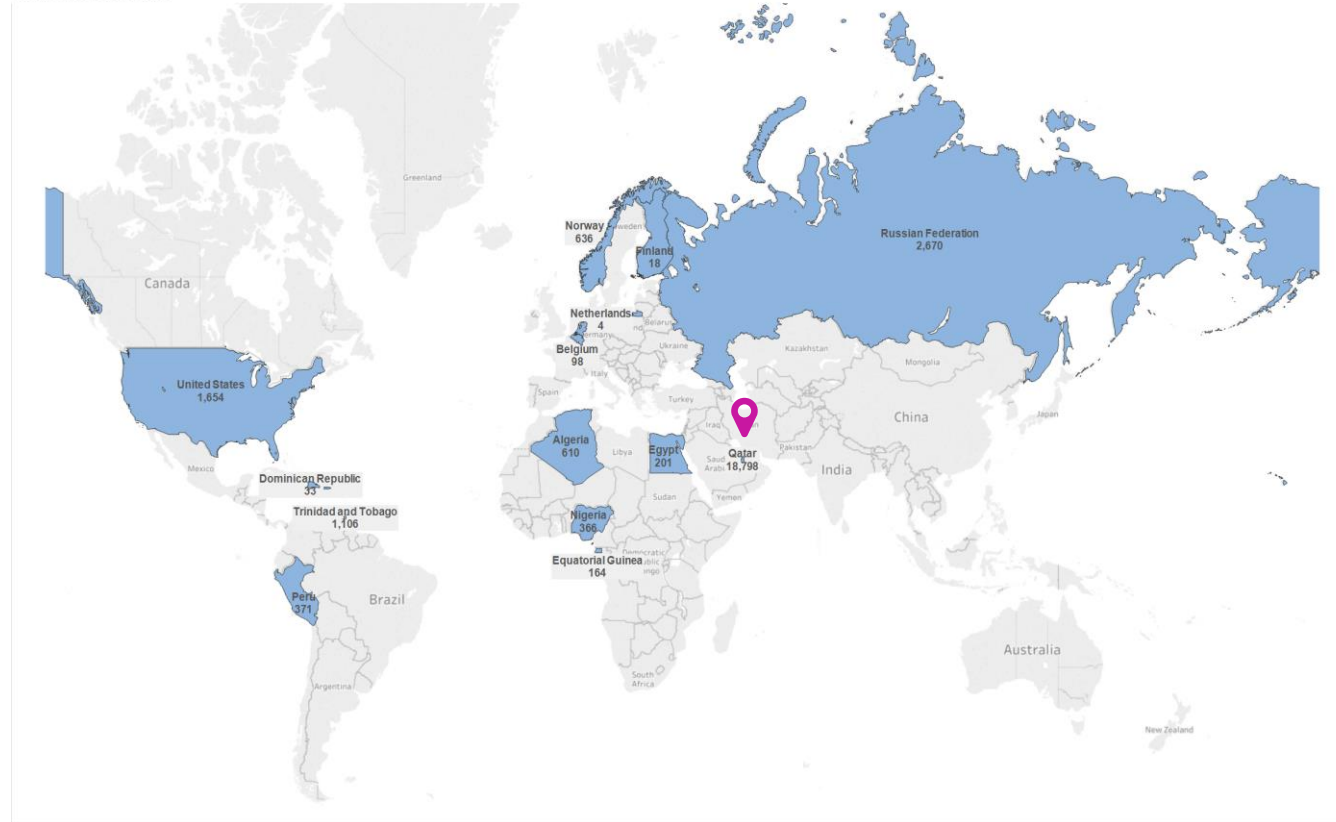 Greenland
Norway
636
Sweden
Finland
18
Russian Federation
2,670
Canada
Netherlands
4
Belarus
Belgium
98
Ukraine
Kazakhstan
Mongolia
United States
1,654
Italy
Spain
Turkey
China
Japan
Algeria
610
Libya
Egypt
201
Iraq
Qatar
18,798
Saudi
Pakistan
India
Mexico
Dominican Republic
33
Trinidad and Tobago
1,106
Sudan
Yemen
Nigeria
366
Equatorial Guinea
164
Democratic
Peru
371
Brazil
Australia
South
Africa
Argentina
New Zealand